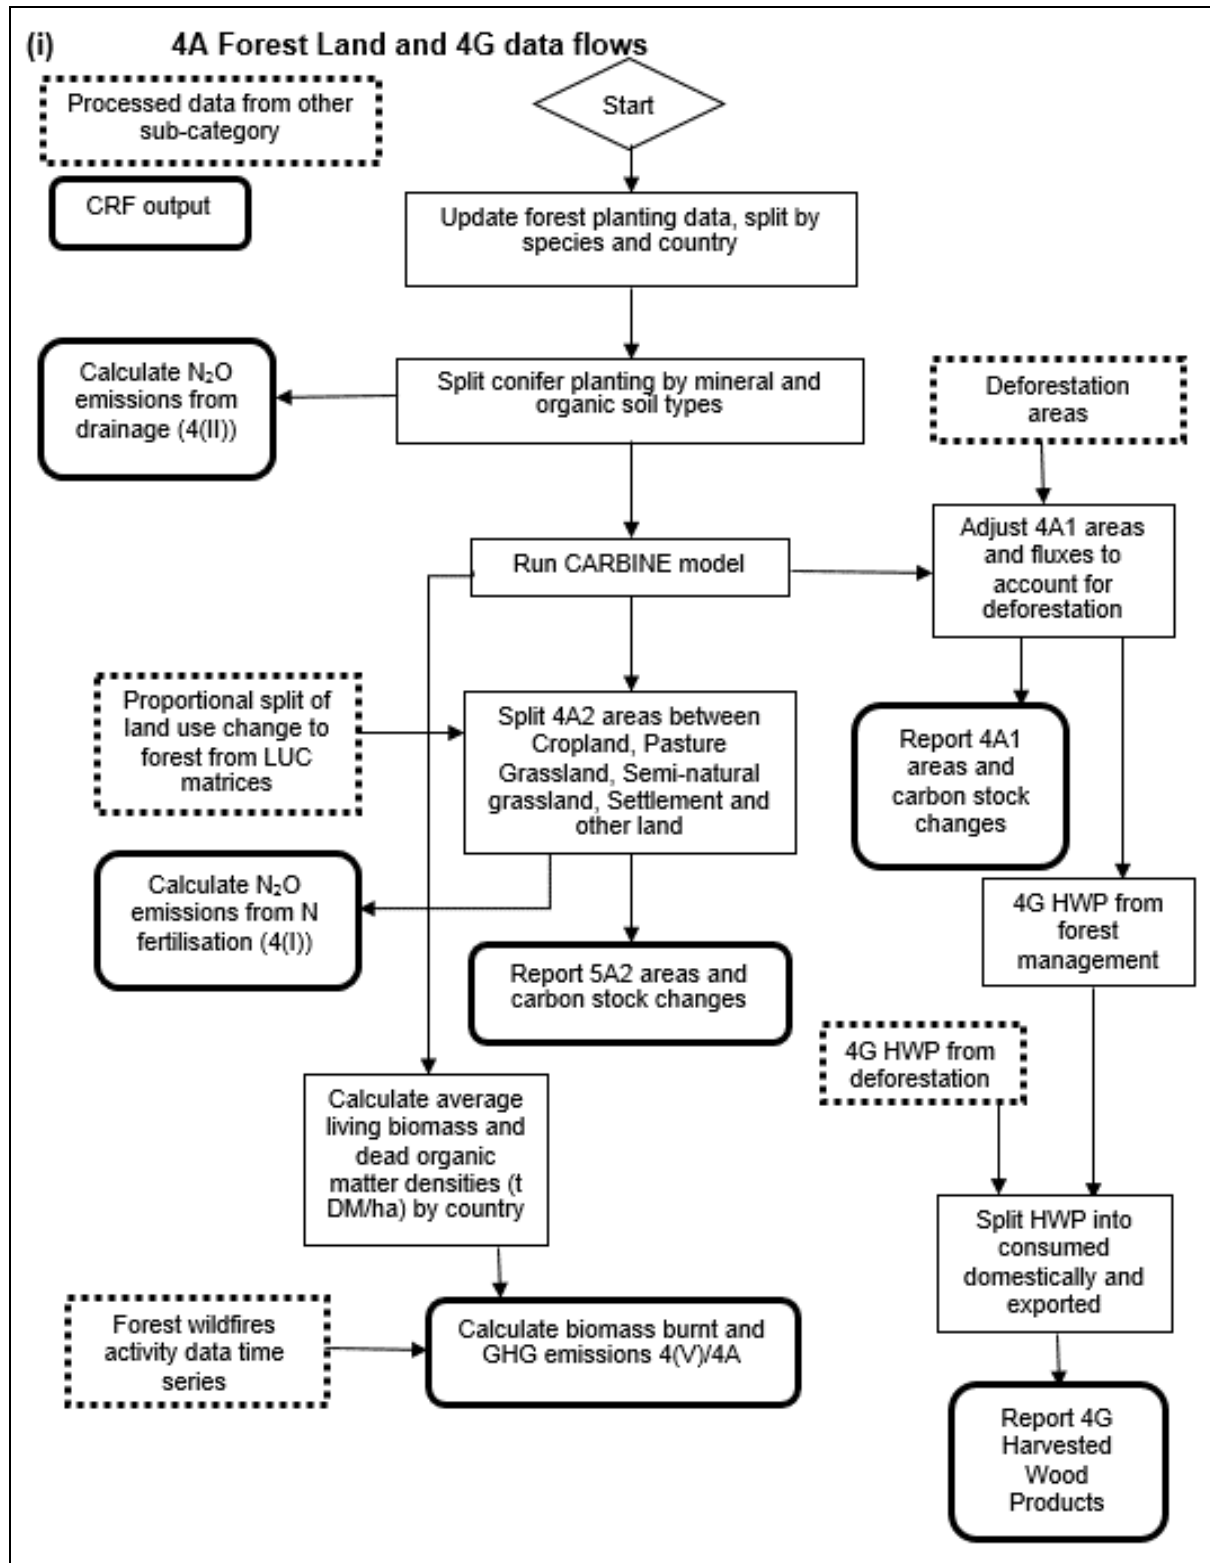 (i) 4A Forest Land and 4G data flows
Processed data from other
sub-category
CRF output
Start
Update forest planting data, split by
species and country
Calculate N₂O
emissions from
drainage (4(II))
Split conifer planting by mineral and
organic soil types
Deforestation
areas
Run CARBINE model
Adjust 4A1 areas
and fluxes to
account for
deforestation
Proportional split of
land use change to
forest from LUC
matrices
Split 4A2 areas between
Cropland, Pasture
Grassland, Semi-natural
grassland, Settlement and
other land
Report 4A1
areas and
carbon stock
changes
Calculate N₂O
emissions from N
fertilisation (4(I))
Report 5A2 areas and
carbon stock changes
4G HWP from
forest
management
4G HWP from
deforestation
Calculate average
living biomass and
dead organic
matter densities (t
DM/ha) by country
Split HWP into
consumed
domestically and
exported
Forest wildfires
activity data time
series
Calculate biomass burnt and
GHG emissions 4(V)/4A
Report 4G
Harvested
Wood
Products